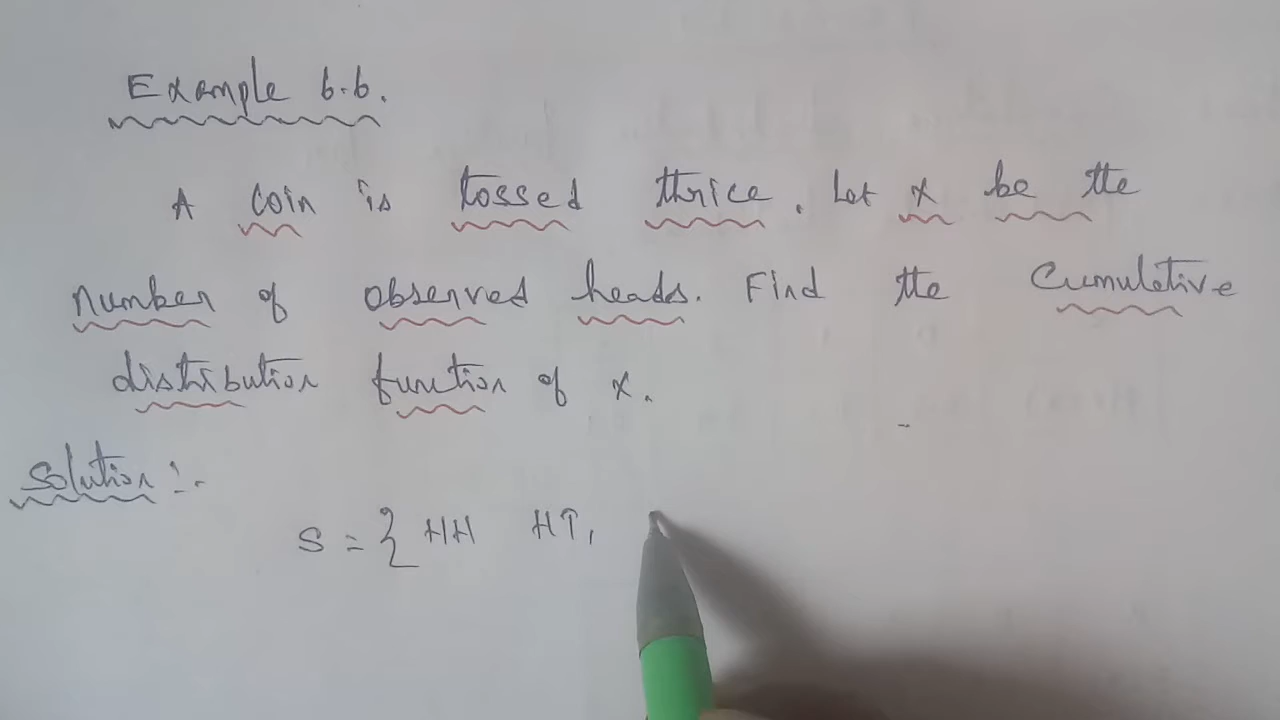 Example 6.6.
A coin is tossed thrice. Let x be the
number of observed heads. Find the Cumulative
distribution function of x.
Solution :-
S = { HH HT,